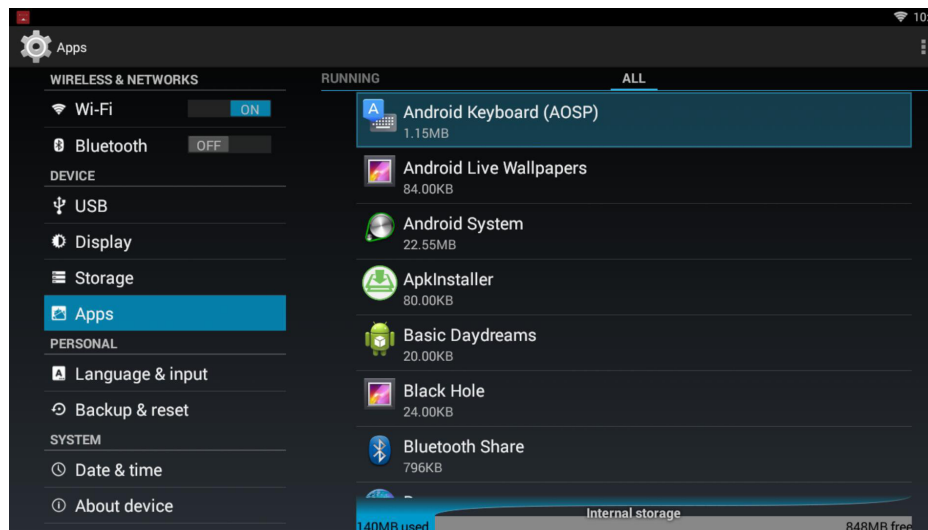 10:
Apps
WIRELESS & NETWORKS
Wi-Fi ON
Bluetooth OFF
DEVICE
USB
Display
Storage
Apps
PERSONAL
Language & input
Backup & reset
SYSTEM
Date & time
About device
RUNNING ALL
Android Keyboard (AOSP)
1.15MB
Android Live Wallpapers
84.00KB
Android System
22.55MB
ApkInstaller
80.00KB
Basic Daydreams
20.00KB
Black Hole
24.00KB
Bluetooth Share
796KB
Internal storage
140MB used 848MB free